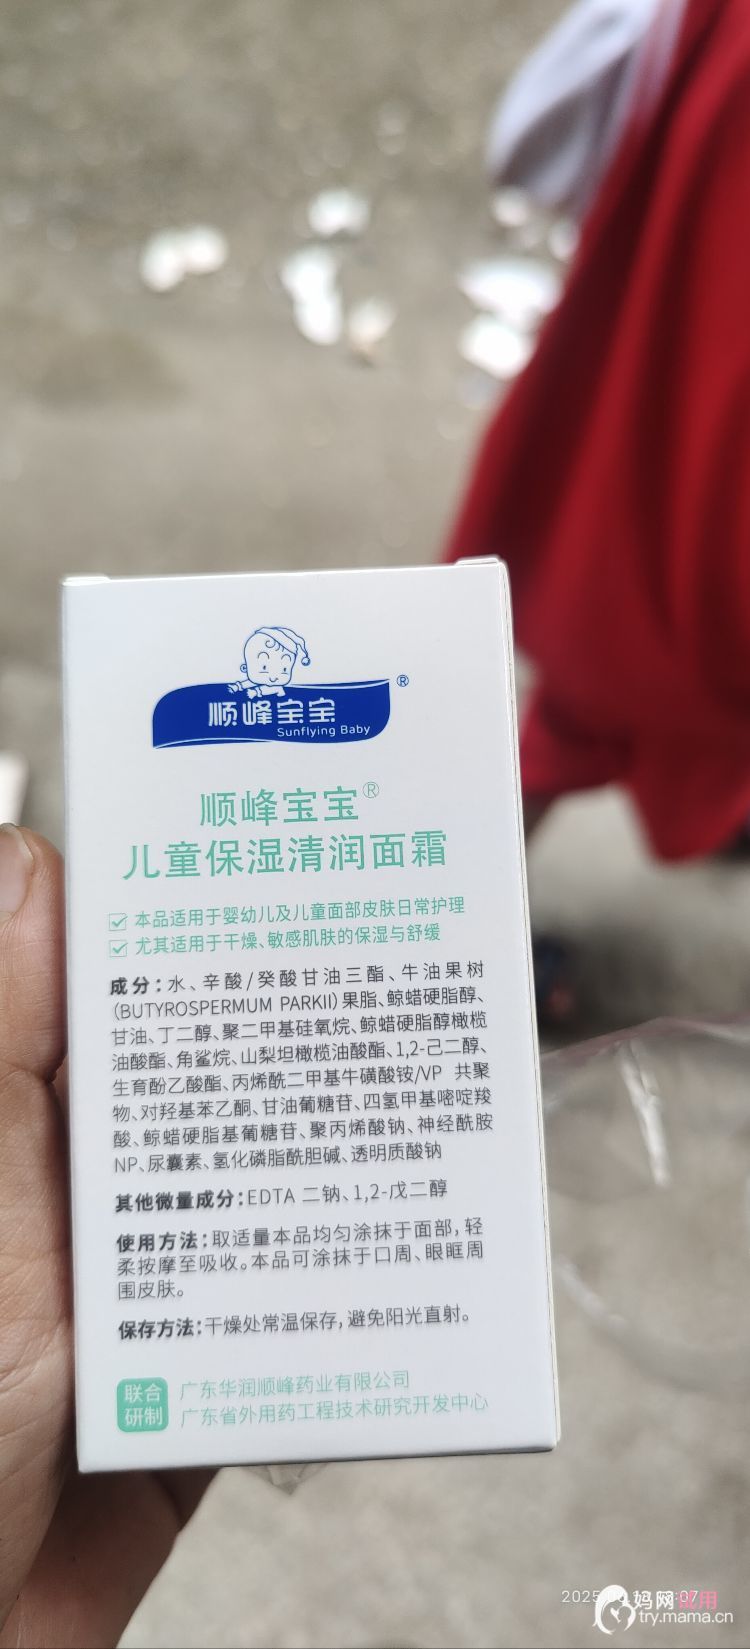 顺峰宝宝®
Sunflying Baby
顺峰宝宝®
儿童保湿清润面霜
本品适用于婴幼儿及儿童面部皮肤日常护理
尤其适用于干燥、敏感肌肤的保湿与舒缓
成分：水、辛酸/癸酸甘油三酯、牛油果树
（BUTYROSPERMUM PARKII）果脂、鲸蜡硬脂醇、
甘油、丁二醇、聚二甲基硅氧烷、鲸蜡硬脂醇橄榄
油酸酯、角鲨烷、山梨坦橄榄油酸酯、1,2-己二醇、
生育酚乙酸酯、丙烯酰二甲基牛磺酸铵/VP 共聚
物、对羟基苯乙酮、甘油葡糖苷、四氢甲基嘧啶羧
酸、鲸蜡硬脂基葡糖苷、聚丙烯酸钠、神经酰胺
NP、尿囊素、氢化磷脂酰胆碱、透明质酸钠
其他微量成分：EDTA 二钠、1,2-戊二醇
使用方法：取适量本品均匀涂抹于面部，轻
柔按摩至吸收。本品可涂抹于口周、眼眶周
围皮肤。
保存方法：干燥处常温保存，避免阳光直射。
联合
研制
广东华润顺峰药业有限公司
广东省外用药工程技术研究开发中心
妈网试用
try.mama.cn